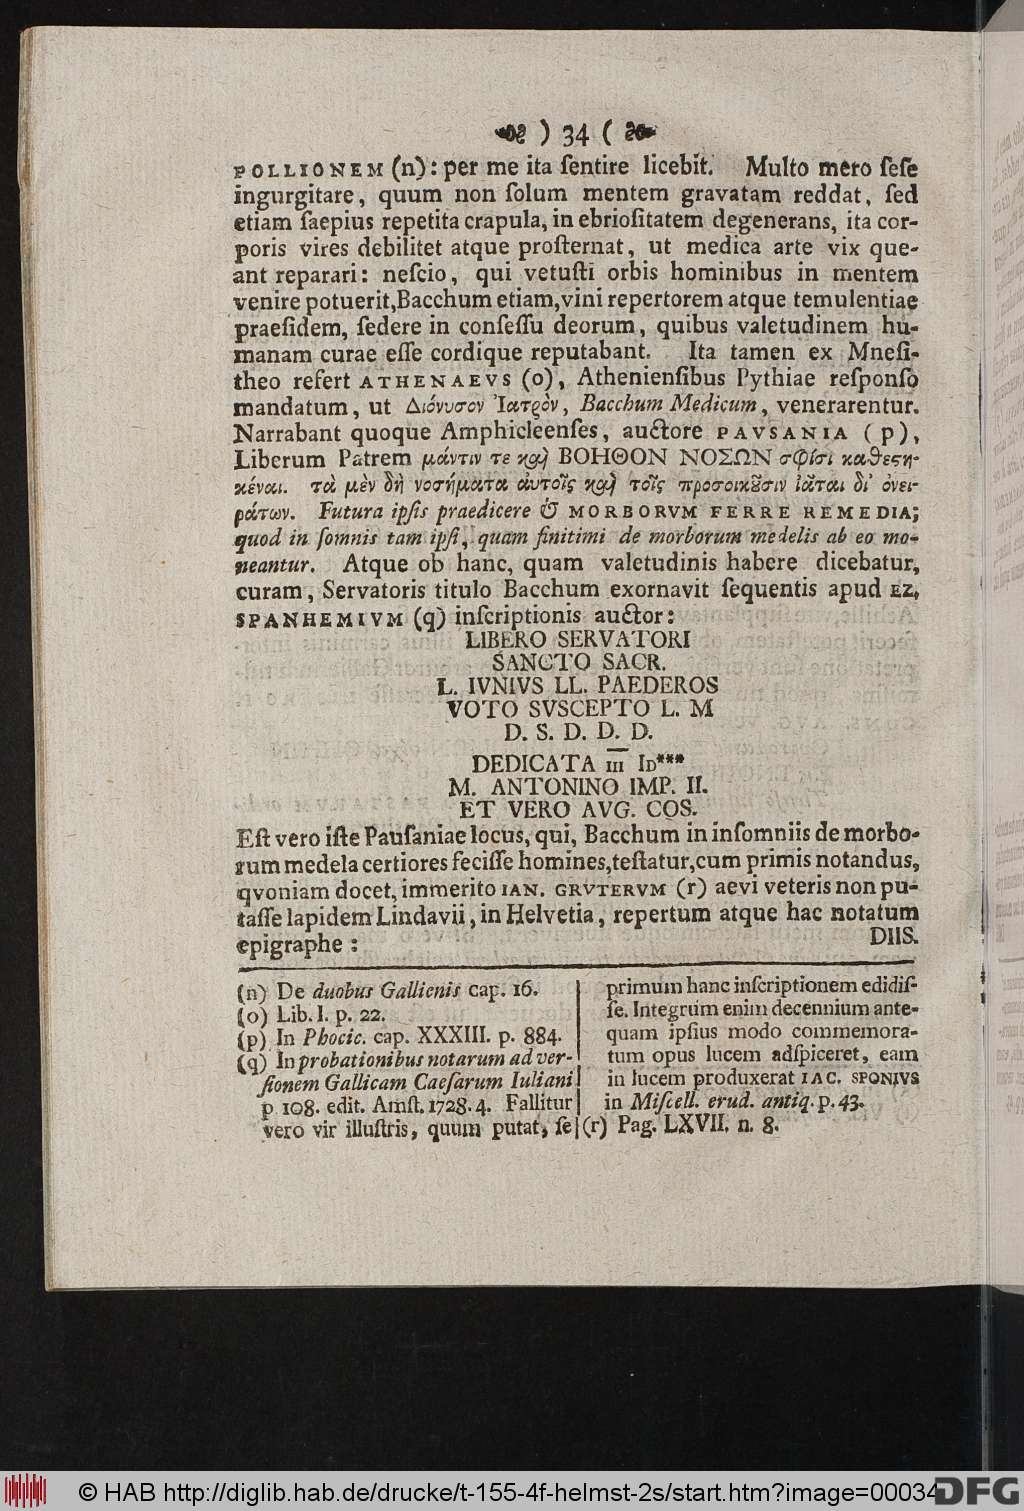 ) 34 (
POLLIONEM (n): per me ita ſentire licebit. Multo mero ſeſe
ingurgitare, quum non ſolum mentem gravatam reddat, ſed
etiam ſaepius repetita crapula, in ebrioſitatem degenerans, ita cor-
poris vires debilitet atque proſternat, ut medica arte vix que-
ant reparari: neſcio, qui vetuſti orbis hominibus in mentem
venire potuerit, Bacchum etiam, vini repertorem atque temulentiae
praeſidem, ſedere in conſeſſu deorum, quibus valetudinem hu-
manam curae eſſe cordique reputabant. Ita tamen ex Mneſi-
theo refert ATHENAEVS (o), Athenienſibus Pythiae reſponſo
mandatum, ut Διόνυσον Ἰατρὸν, Bacchum Medicum, venerarentur.
Narrabant quoque Amphicleenſes, auctore PAVSANIA (p),
Liberum Patrem μάντιν τε καὶ ΒΟΗΘΟΝ ΝΟΣΩΝ σφίσι καθεϛη-
κέναι. τὰ μὲν δὴ νοσήματα ἀυτοῖς καὶ τοῖς προσοικȣ͂σιν ἰᾶται δἰ ὀνει-
ράτων. Futura ipſis praedicere & MORBORVM FERRE REMEDIA;
quod in ſomnis tam ipſi, quam finitimi de morborum medelis ab eo mo-
neantur. Atque ob hanc, quam valetudinis habere dicebatur,
curam, Servatoris titulo Bacchum exornavit ſequentis apud EZ.
SPANHEMIVM (q) inſcriptionis auctor:
LIBERO SERVATORI
SANCTO SACR.
L. IVNIVS LL. PAEDEROS
VOTO SVSCEPTO L. M
D. S. D. D. D.
DEDICATA III ID***
M. ANTONINO IMP. II.
ET VERO AVG. COS.
Eſt vero iſte Pauſaniae locus, qui, Bacchum in inſomniis de morbo-
rum medela certiores feciſſe homines, teſtatur, cum primis notandus,
qvoniam docet, immerito IAN. GRVTERVM (r) aevi veteris non pu-
taſſe lapidem Lindavii, in Helvetia, repertum atque hac notatum
epigraphe:
DIIS.
(n) De duobus Gallienis cap. 16.
(o) Lib. I. p. 22.
(p) In Phocic. cap. XXXIII. p. 884.
(q) In probationibus notarum ad ver-
ſionem Gallicam Caeſarum Iuliani
p 108. edit. Amſt. 1728. 4. Fallitur
vero vir illuſtris, quum putat, ſe
primum hanc inſcriptionem edidiſ-
ſe. Integrum enim decennium ante-
quam ipſius modo commemora-
tum opus lucem adſpiceret, eam
in lucem produxerat IAC. SPONIVS
in Miſcell. erud. antiq. p. 43.
(r) Pag. LXVII. n. 8.
© HAB http://diglib.hab.de/drucke/t-155-4f-helmst-2s/start.htm?image=00034
DFG